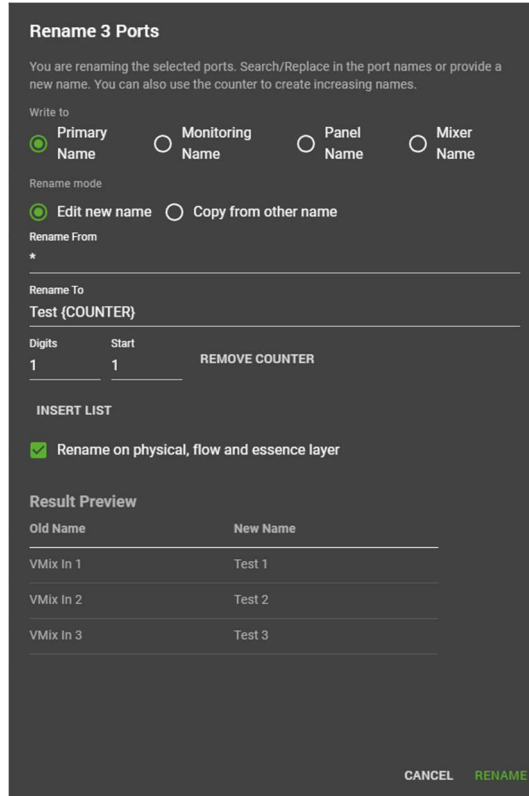 Rename 3 Ports
You are renaming the selected ports. Search/Replace in the port names or provide a
new name. You can also use the counter to create increasing names.
Write to
Primary Name
Monitoring Name
Panel Name
Mixer Name
Rename mode
Edit new name Copy from other name
Rename From
*
Rename To
Test {COUNTER}
Digits Start
1 1 REMOVE COUNTER
INSERT LIST
Rename on physical, flow and essence layer
Result Preview
Old Name New Name
VMix In 1 Test 1
VMix In 2 Test 2
VMix In 3 Test 3
CANCEL RENAME